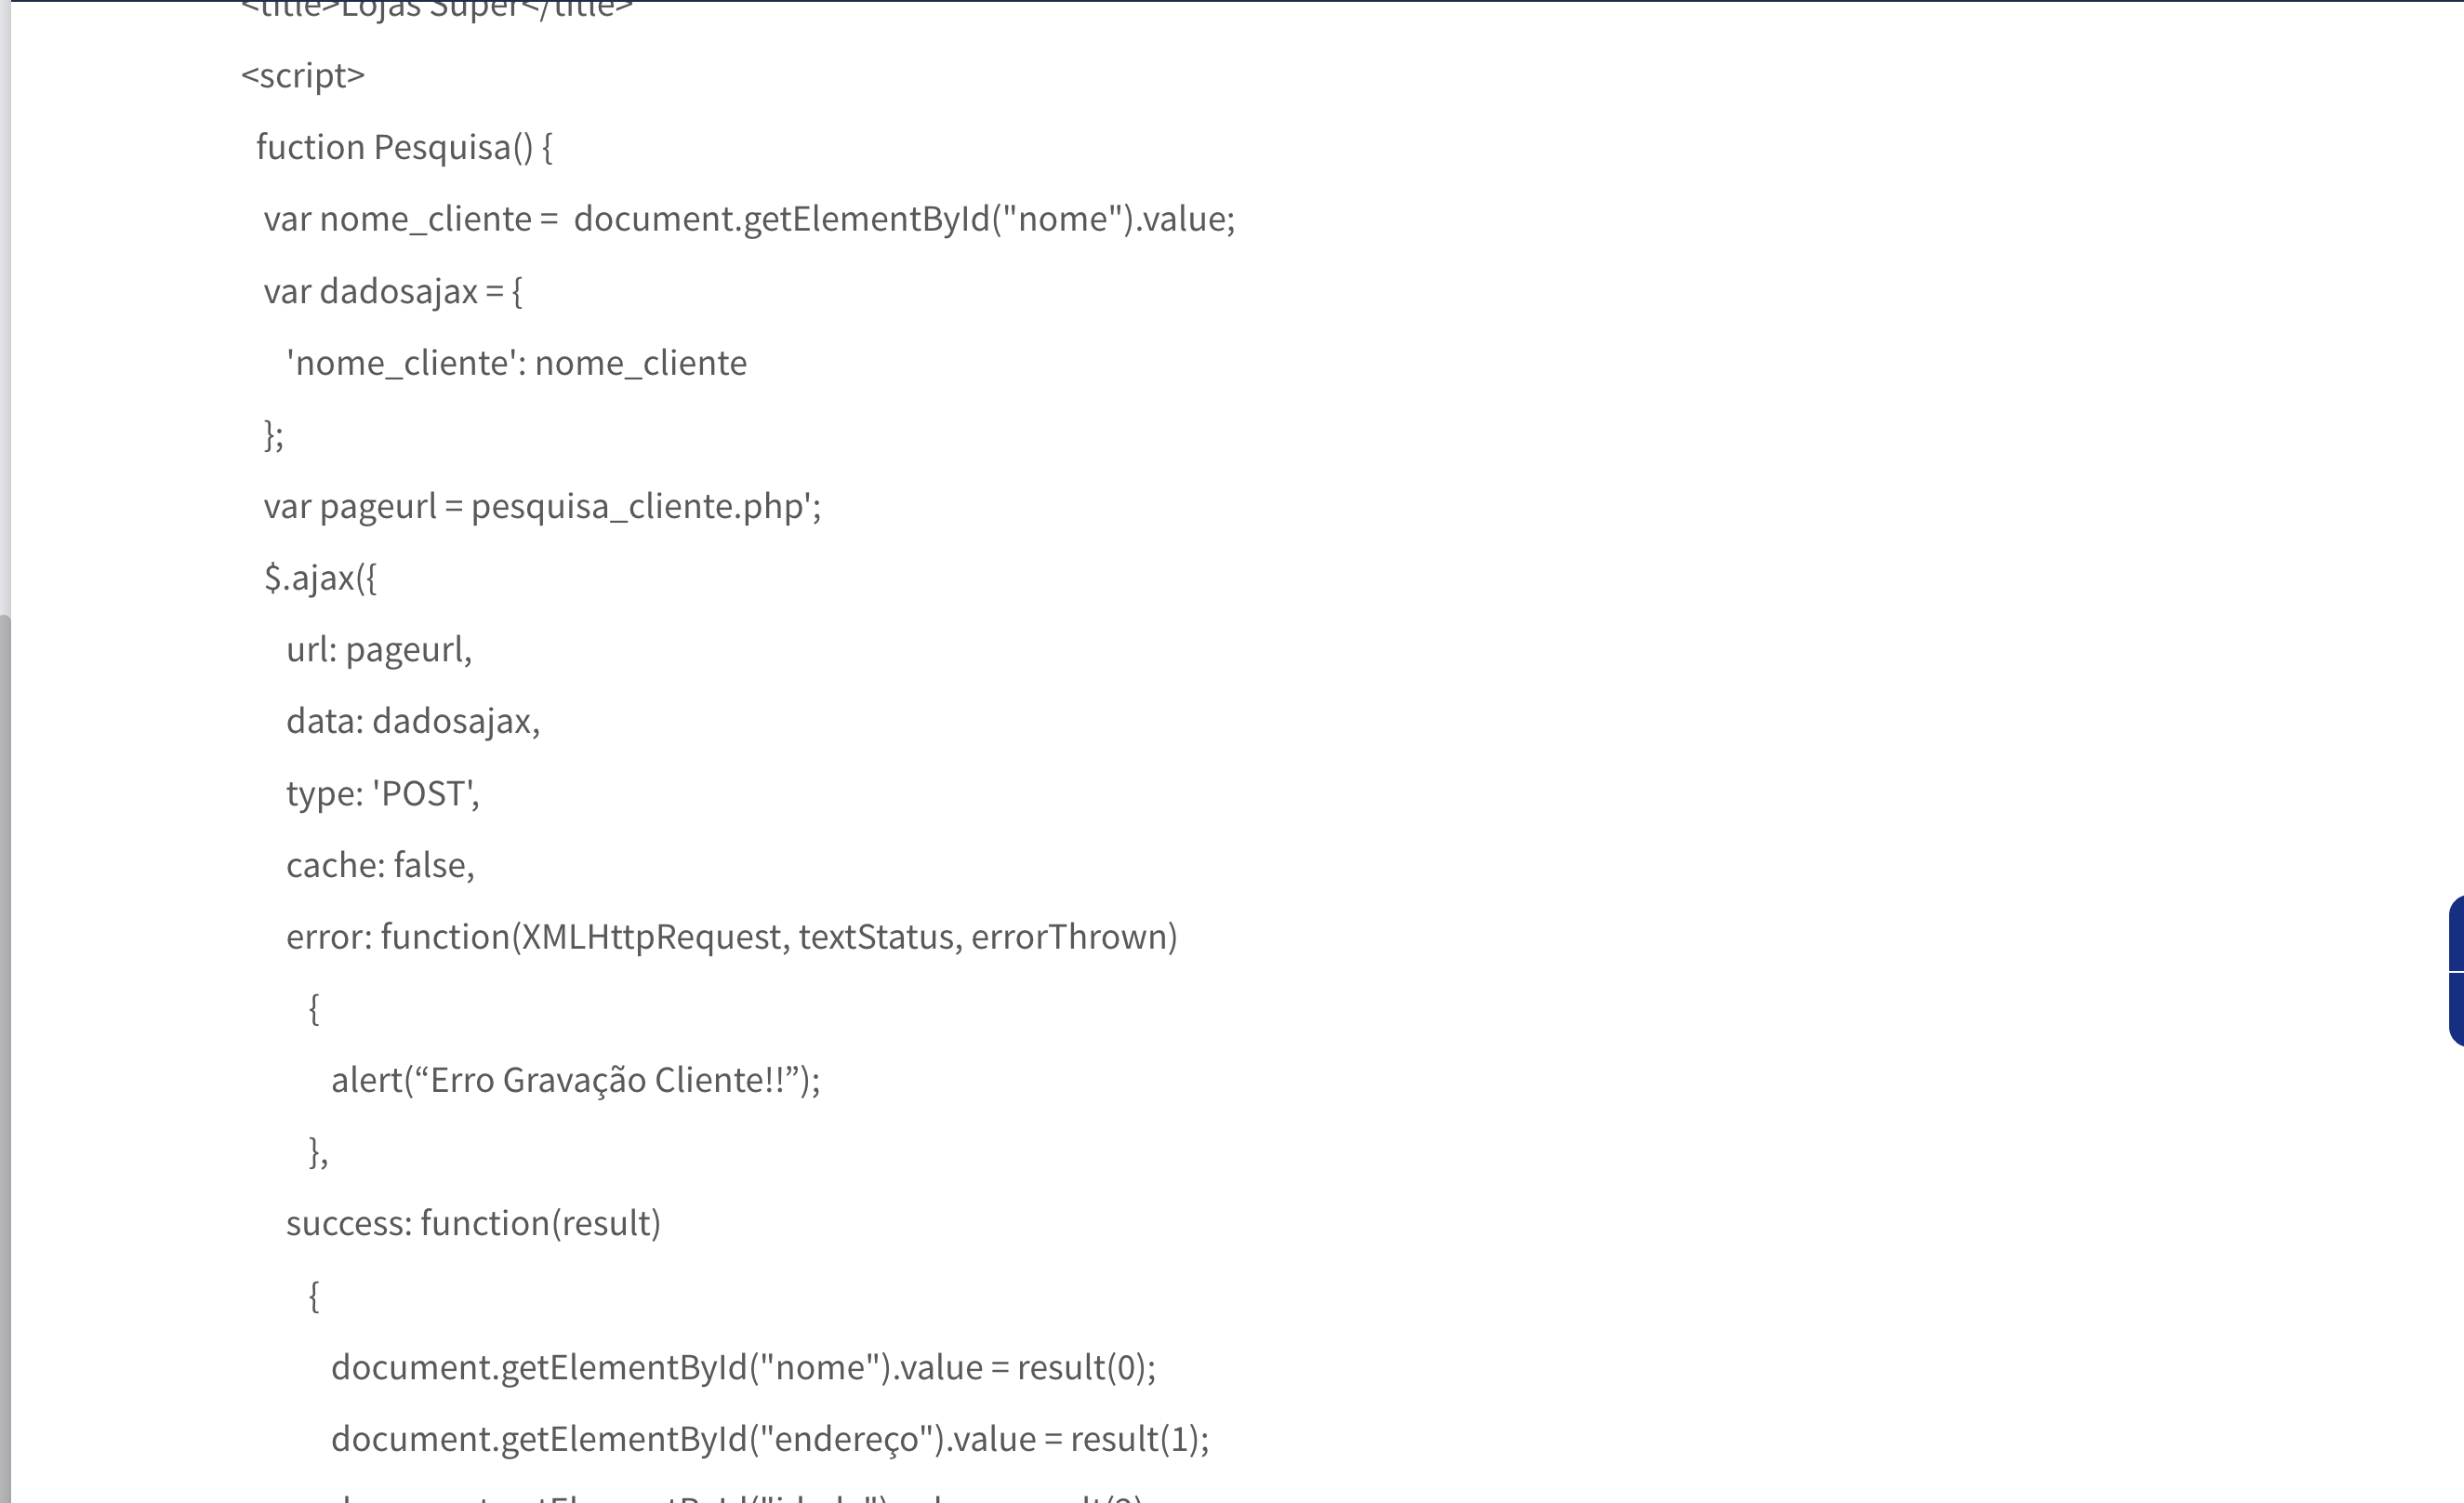 <title>Lojas Super</title>
<script>
fuction Pesquisa() {
var nome_cliente =  document.getElementById("nome").value;
var dadosajax = {
'nome_cliente': nome_cliente
};
var pageurl = pesquisa_cliente.php';
$.ajax({
url: pageurl,
data: dadosajax,
type: 'POST',
cache: false,
error: function(XMLHttpRequest, textStatus, errorThrown)
{
alert(“Erro Gravação Cliente!!”);
},
success: function(result)
{
document.getElementById("nome").value = result(0);
document.getElementById("endereço").value = result(1);